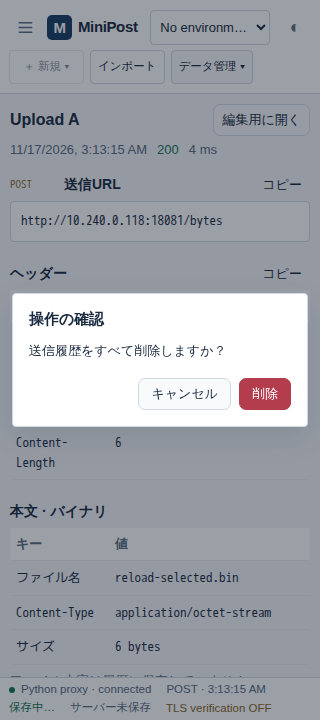 M MiniPost No environm…
＋ 新規 ▾ インポート データ管理 ▾
Upload A 編集用に開く
11/17/2026, 3:13:15 AM 200 4 ms
POST 送信URL コピー
http://10.240.0.118:18081/bytes
ヘッダー コピー
操作の確認
送信履歴をすべて削除しますか？
キャンセル 削除
Content-Length 6
本文・バイナリ
キー 値
ファイル名 reload-selected.bin
Content-Type application/octet-stream
サイズ 6 bytes
Python proxy · connected POST · 3:13:15 AM
保存中… サーバー未保存 TLS verification OFF